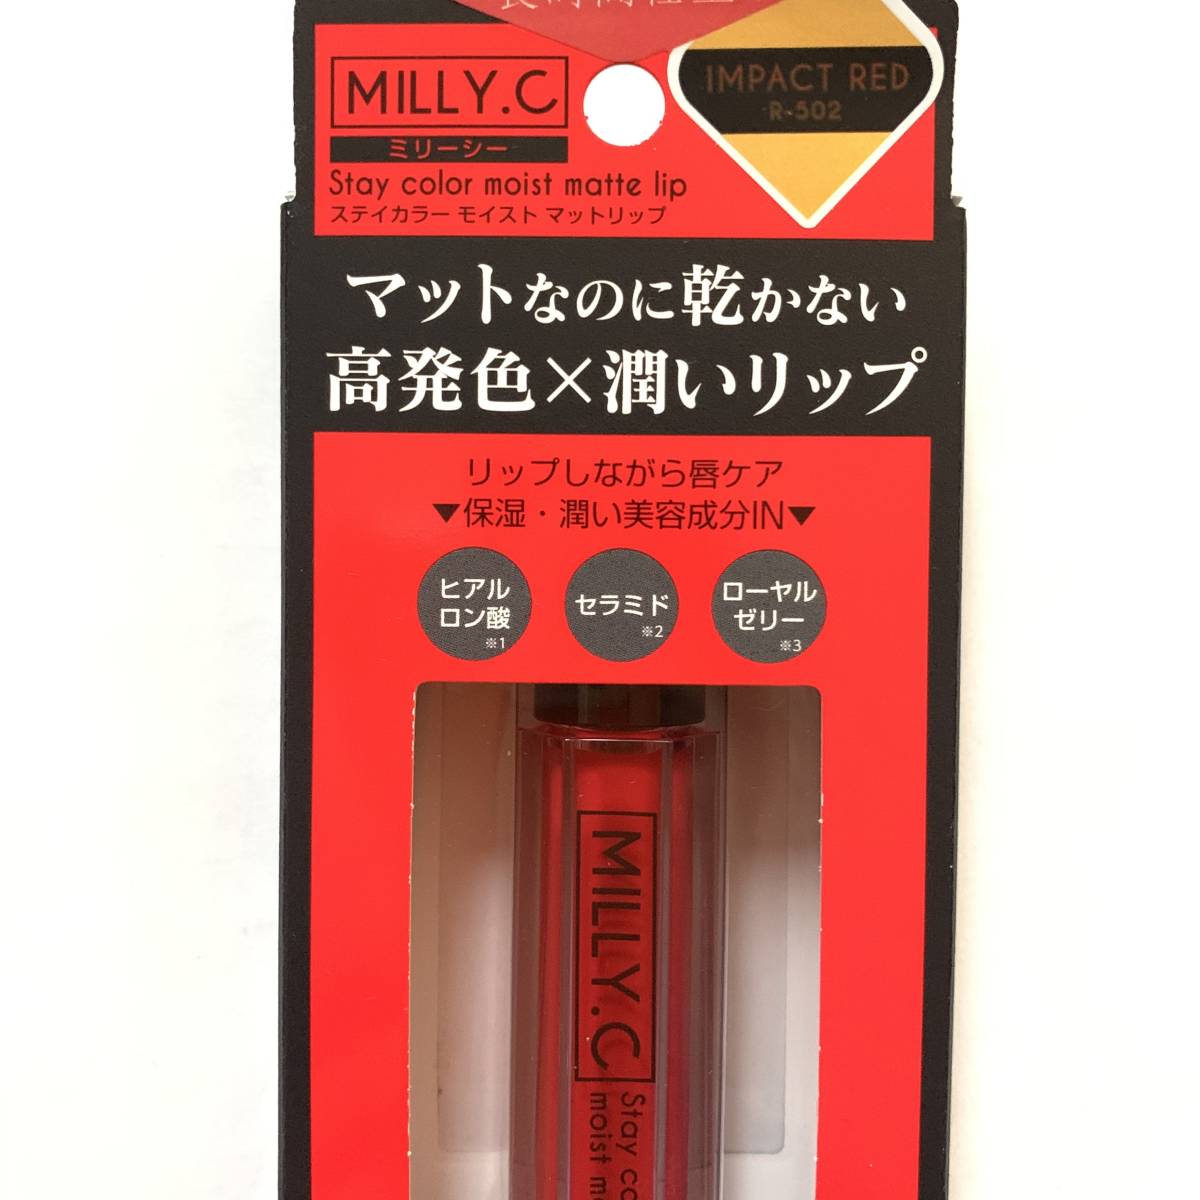 MILLY.C
ミリーシー
Stay color moist matte lip
ステイカラー モイスト マットリップ
IMPACT RED
R-502
マットなのに乾かない
高発色×潤いリップ
リップしながら唇ケア
▼保湿・潤い美容成分IN▼
ヒアル
ロン酸
※1
セラミド
※2
ローヤル
ゼリー
※3
MILLY.C
Stay co
moist m